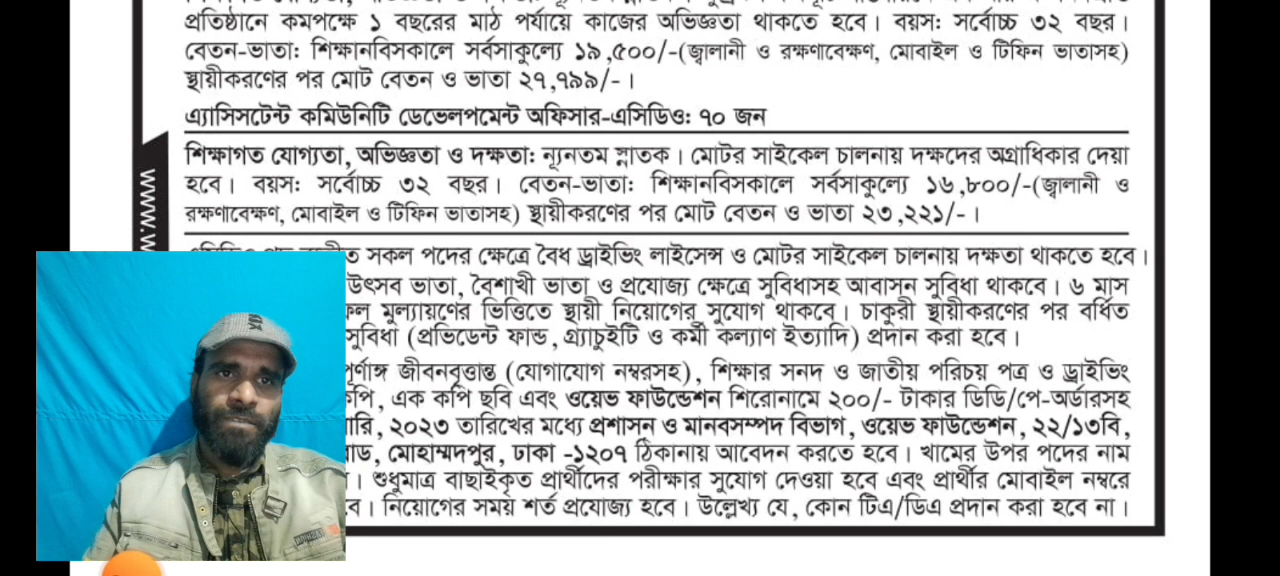 প্রতিষ্ঠানে কমপক্ষে ১ বছরের মাঠ পর্যায়ে কাজের অভিজ্ঞতা থাকতে হবে। বয়স: সর্বোচ্চ ৩২ বছর।
বেতন-ভাতা: শিক্ষানবিসকালে সর্বসাকুল্যে ১৯,৫০০/-(জ্বালানী ও রক্ষণাবেক্ষণ, মোবাইল ও টিফিন ভাতাসহ)
স্থায়ীকরণের পর মোট বেতন ও ভাতা ২৭,৭৯৯/-।
এ্যাসিসটেন্ট কমিউনিটি ডেভেলপমেন্ট অফিসার-এসিডিও: ৭০ জন
শিক্ষাগত যোগ্যতা, অভিজ্ঞতা ও দক্ষতা: ন্যূনতম স্নাতক। মোটর সাইকেল চালনায় দক্ষদের অগ্রাধিকার দেয়া
হবে। বয়স: সর্বোচ্চ ৩২ বছর। বেতন-ভাতা: শিক্ষানবিসকালে সর্বসাকুল্যে ১৬,৮০০/-(জ্বালানী ও
রক্ষণাবেক্ষণ, মোবাইল ও টিফিন ভাতাসহ) স্থায়ীকরণের পর মোট বেতন ও ভাতা ২৩,২২১/-।
www.w
সকল পদের ক্ষেত্রে বৈধ ড্রাইভিং লাইসেন্স ও মোটর সাইকেল চালনায় দক্ষতা থাকতে হবে।
উৎসব ভাতা, বৈশাখী ভাতা ও প্রযোজ্য ক্ষেত্রে সুবিধাসহ আবাসন সুবিধা থাকবে। ৬ মাস
মুল্যায়ণের ভিত্তিতে স্থায়ী নিয়োগের সুযোগ থাকবে। চাকুরী স্থায়ীকরণের পর বর্ধিত
সুবিধা (প্রভিডেন্ট ফান্ড, গ্র্যাচুইটি ও কর্মী কল্যাণ ইত্যাদি) প্রদান করা হবে।
জীবনবৃত্তান্ত (যোগাযোগ নম্বরসহ), শিক্ষার সনদ ও জাতীয় পরিচয় পত্র ও ড্রাইভিং
এক কপি ছবি এবং ওয়েভ ফাউন্ডেশন শিরোনামে ২০০/- টাকার ডিডি/পে-অর্ডারসহ
২০২৩ তারিখের মধ্যে প্রশাসন ও মানবসম্পদ বিভাগ, ওয়েভ ফাউন্ডেশন, ২২/১৩বি,
মোহাম্মদপুর, ঢাকা -১২০৭ ঠিকানায় আবেদন করতে হবে। খামের উপর পদের নাম
। শুধুমাত্র বাছাইকৃত প্রার্থীদের পরীক্ষার সুযোগ দেওয়া হবে এবং প্রার্থীর মোবাইল নম্বরে
নিয়োগের সময় শর্ত প্রযোজ্য হবে। উল্লেখ্য যে, কোন টিএ/ডিএ প্রদান করা হবে না।